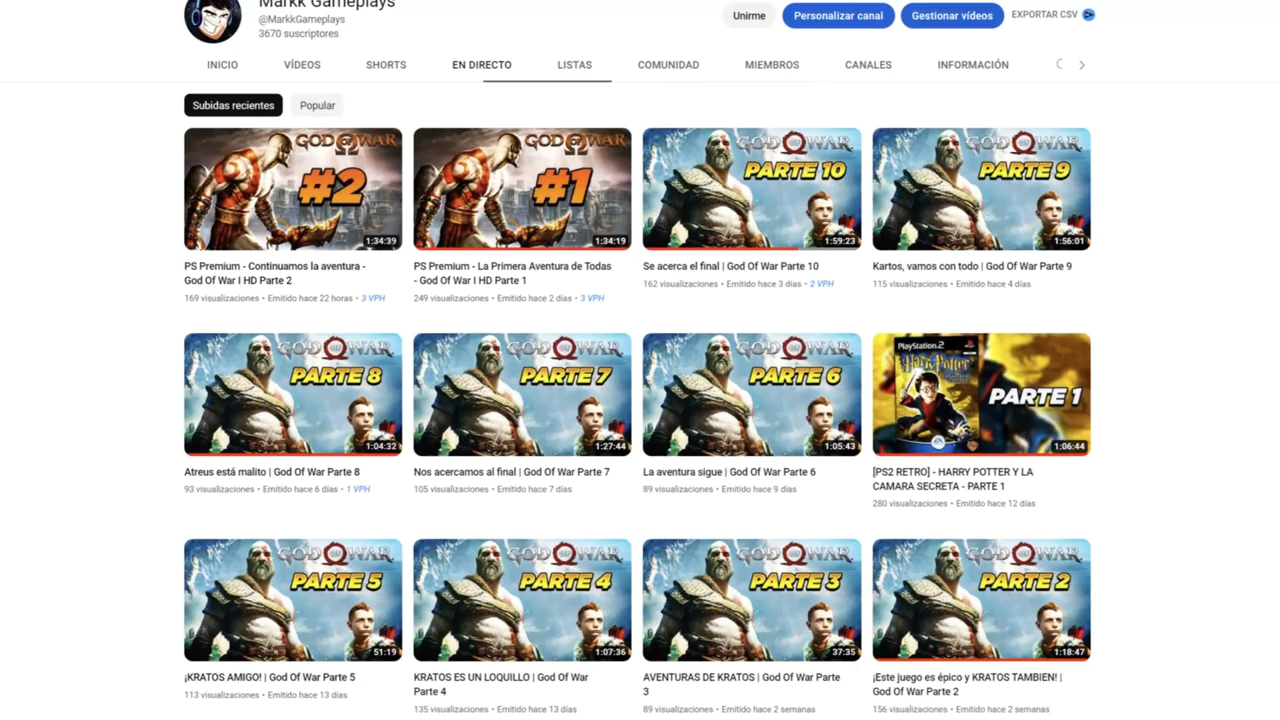 Markk Gameplays
@MarkkGameplays
3670 suscriptores
Unirme
Personalizar canal
Gestionar vídeos
EXPORTAR CSV
INICIO
VÍDEOS
SHORTS
EN DIRECTO
LISTAS
COMUNIDAD
MIEMBROS
CANALES
INFORMACIÓN
Subidas recientes
Popular
GOD OF WAR
#2
1:34:39
PS Premium - Continuamos la aventura -
God Of War I HD Parte 2
169 visualizaciones • Emitido hace 22 horas • 3 VPH
GOD OF WAR
#1
1:34:19
PS Premium - La Primera Aventura de Todas
- God Of War I HD Parte 1
249 visualizaciones • Emitido hace 2 días • 3 VPH
GOD OF WAR
PARTE 10
1:59:23
Se acerca el final | God Of War Parte 10
162 visualizaciones • Emitido hace 3 días • 2 VPH
GOD OF WAR
PARTE 9
1:56:01
Kartos, vamos con todo | God Of War Parte 9
115 visualizaciones • Emitido hace 4 días
GOD OF WAR
PARTE 8
1:04:32
Atreus está malito | God Of War Parte 8
93 visualizaciones • Emitido hace 6 días • 1 VPH
GOD OF WAR
PARTE 7
1:27:44
Nos acercamos al final | God Of War Parte 7
105 visualizaciones • Emitido hace 7 días
GOD OF WAR
PARTE 6
1:05:43
La aventura sigue | God Of War Parte 6
89 visualizaciones • Emitido hace 9 días
PlayStation.2
Harry Potter
PARTE 1
EA
1:06:44
[PS2 RETRO] - HARRY POTTER Y LA
CAMARA SECRETA - PARTE 1
280 visualizaciones • Emitido hace 12 días
GOD OF WAR
PARTE 5
51:19
¡KRATOS AMIGO! | God Of War Parte 5
113 visualizaciones • Emitido hace 13 días
GOD OF WAR
PARTE 4
1:07:36
KRATOS ES UN LOQUILLO | God Of War
Parte 4
135 visualizaciones • Emitido hace 13 días
GOD OF WAR
PARTE 3
37:35
AVENTURAS DE KRATOS | God Of War Parte
3
89 visualizaciones • Emitido hace 2 semanas
GOD OF WAR
PARTE 2
1:18:47
¡Este juego es épico y KRATOS TAMBIEN! |
God Of War Parte 2
156 visualizaciones • Emitido hace 2 semanas